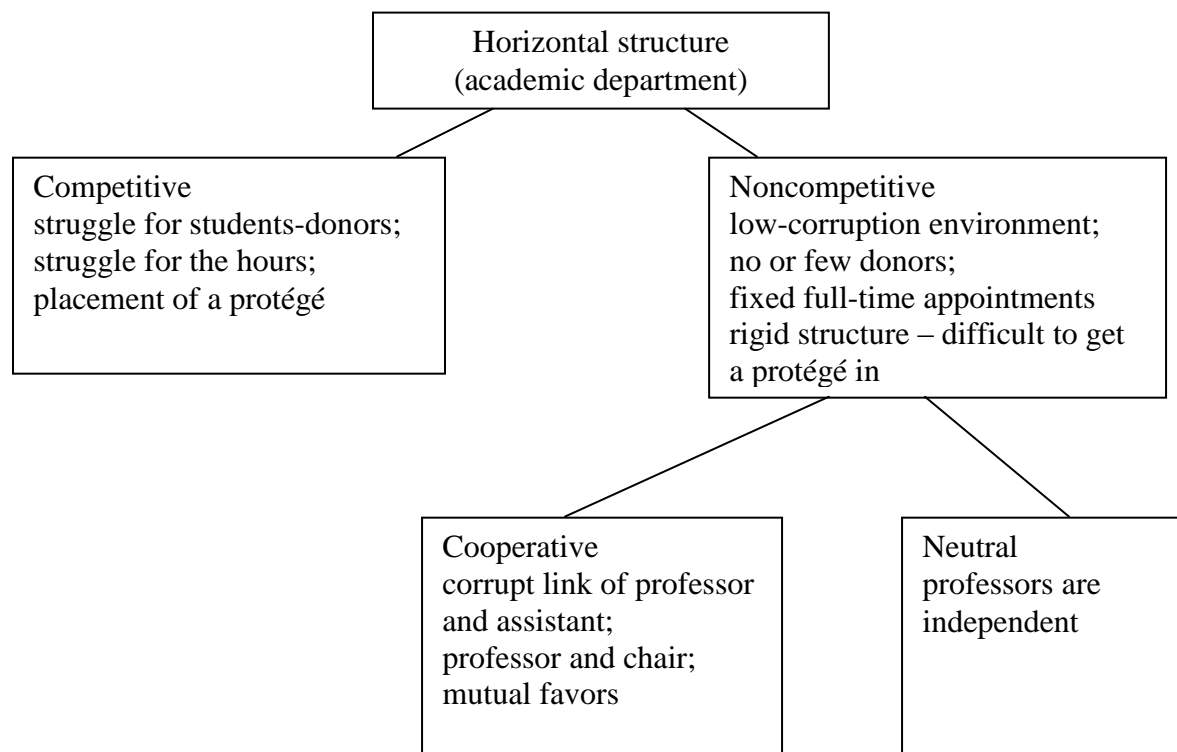 Horizontal structure
(academic department)
Competitive
struggle for students-donors;
struggle for the hours;
placement of a protégé
Noncompetitive
low-corruption environment;
no or few donors;
fixed full-time appointments
rigid structure – difficult to get
a protégé in
Cooperative
corrupt link of professor
and assistant;
professor and chair;
mutual favors
Neutral
professors are
independent